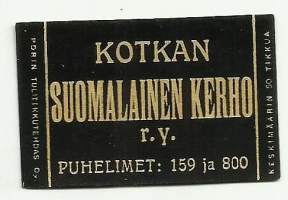 PORIN TULITIKKUTEHDAS Oy.
KOTKAN
SUOMALAINEN KERHO
r.y.
PUHELIMET: 159 ja 800
KESKIMÄÄRIN 50 TIKKUA